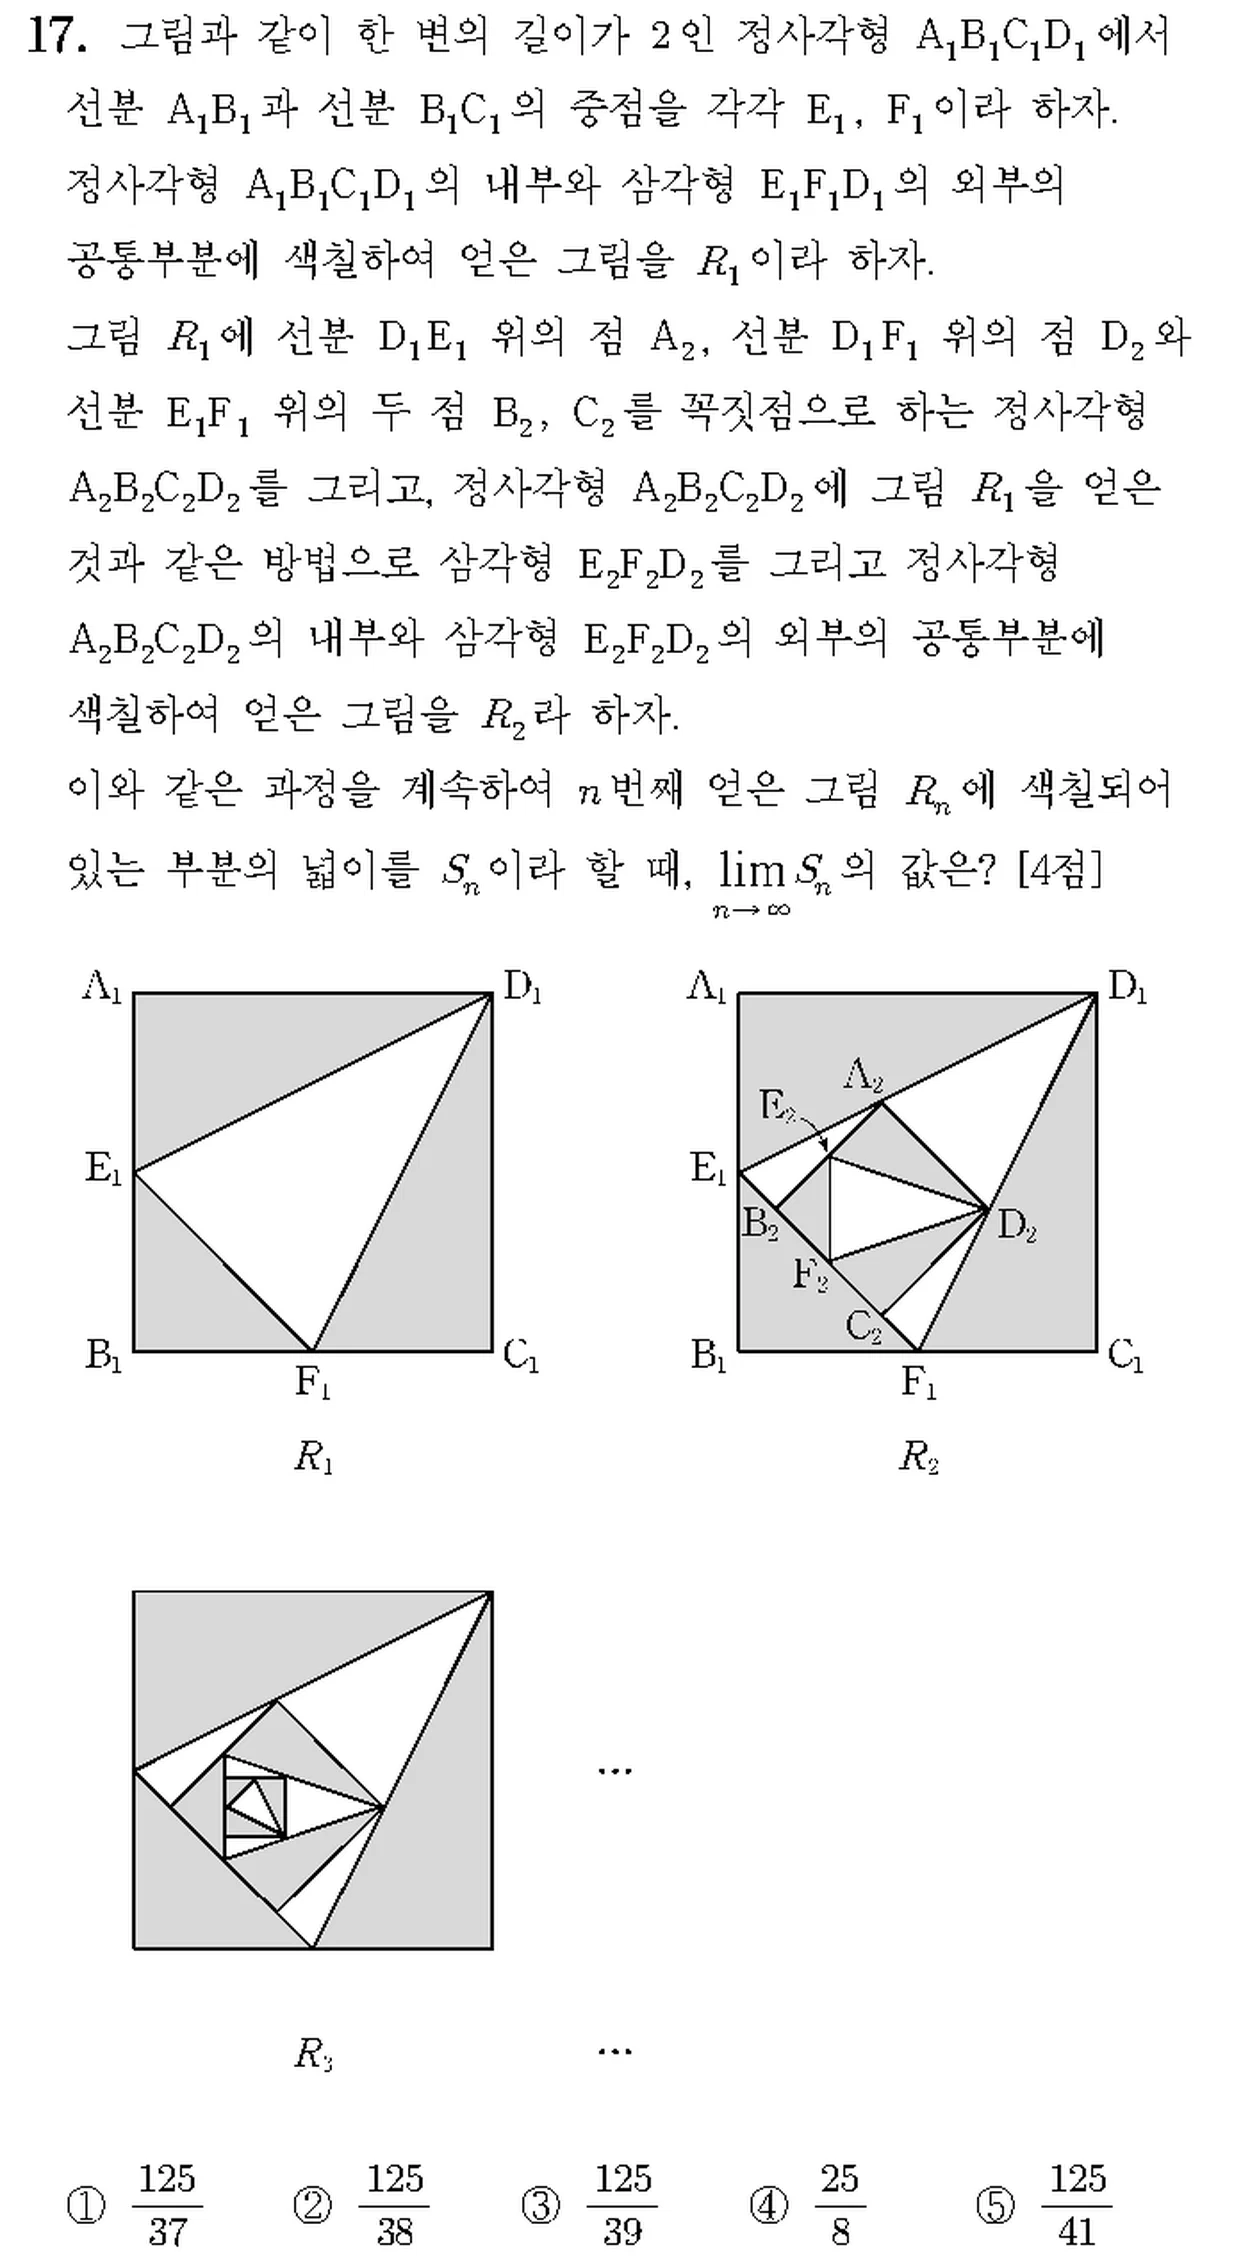 17. 그림과 같이 한 변의 길이가 2인 정사각형 A₁B₁C₁D₁에서
선분 A₁B₁과 선분 B₁C₁의 중점을 각각 E₁, F₁이라 하자.
정사각형 A₁B₁C₁D₁의 내부와 삼각형 E₁F₁D₁의 외부의
공통부분에 색칠하여 얻은 그림을 R₁이라 하자.
그림 R₁에 선분 D₁E₁ 위의 점 A₂, 선분 D₁F₁ 위의 점 D₂와
선분 E₁F₁ 위의 두 점 B₂, C₂를 꼭짓점으로 하는 정사각형
A₂B₂C₂D₂를 그리고, 정사각형 A₂B₂C₂D₂에 그림 R₁을 얻은
것과 같은 방법으로 삼각형 E₂F₂D₂를 그리고 정사각형
A₂B₂C₂D₂의 내부와 삼각형 E₂F₂D₂의 외부의 공통부분에
색칠하여 얻은 그림을 R₂라 하자.
이와 같은 과정을 계속하여 n번째 얻은 그림 Rₙ에 색칠되어
있는 부분의 넓이를 Sₙ이라 할 때, lim Sₙ의 값은? [4점]
n→∞
A₁ D₁ A₁ D₁
A₂
E₂
E₁ E₁
B₂ D₂
F₂
C₂
B₁ C₁ B₁ C₁
F₁ F₁
R₁ R₂
…
R₃ …
① 125/37 ② 125/38 ③ 125/39 ④ 25/8 ⑤ 125/41